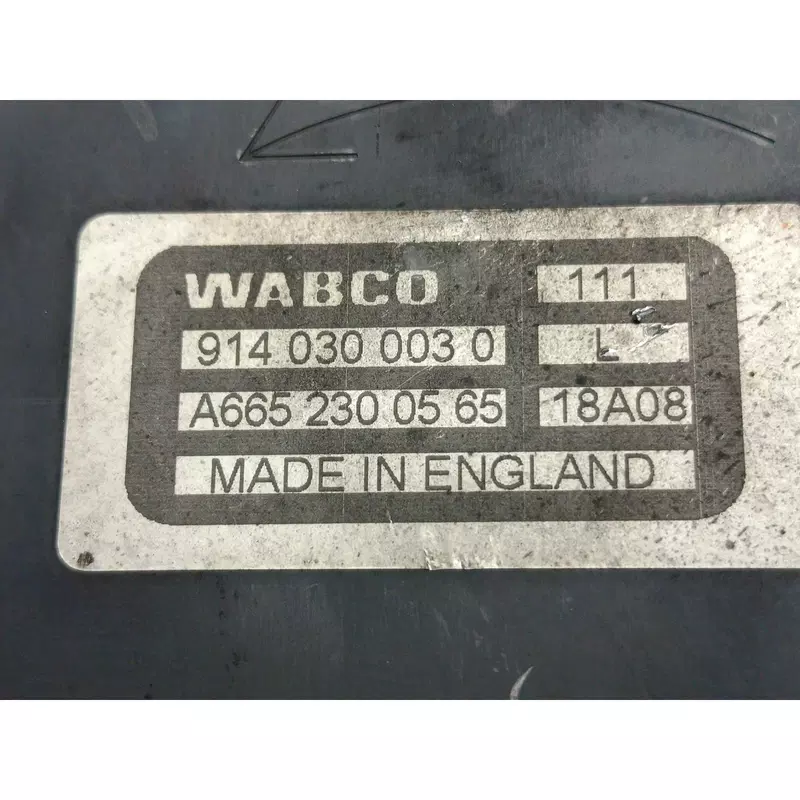 WABCO 111
914 030 003 0 L
A665 230 05 65 18A08
MADE IN ENGLAND